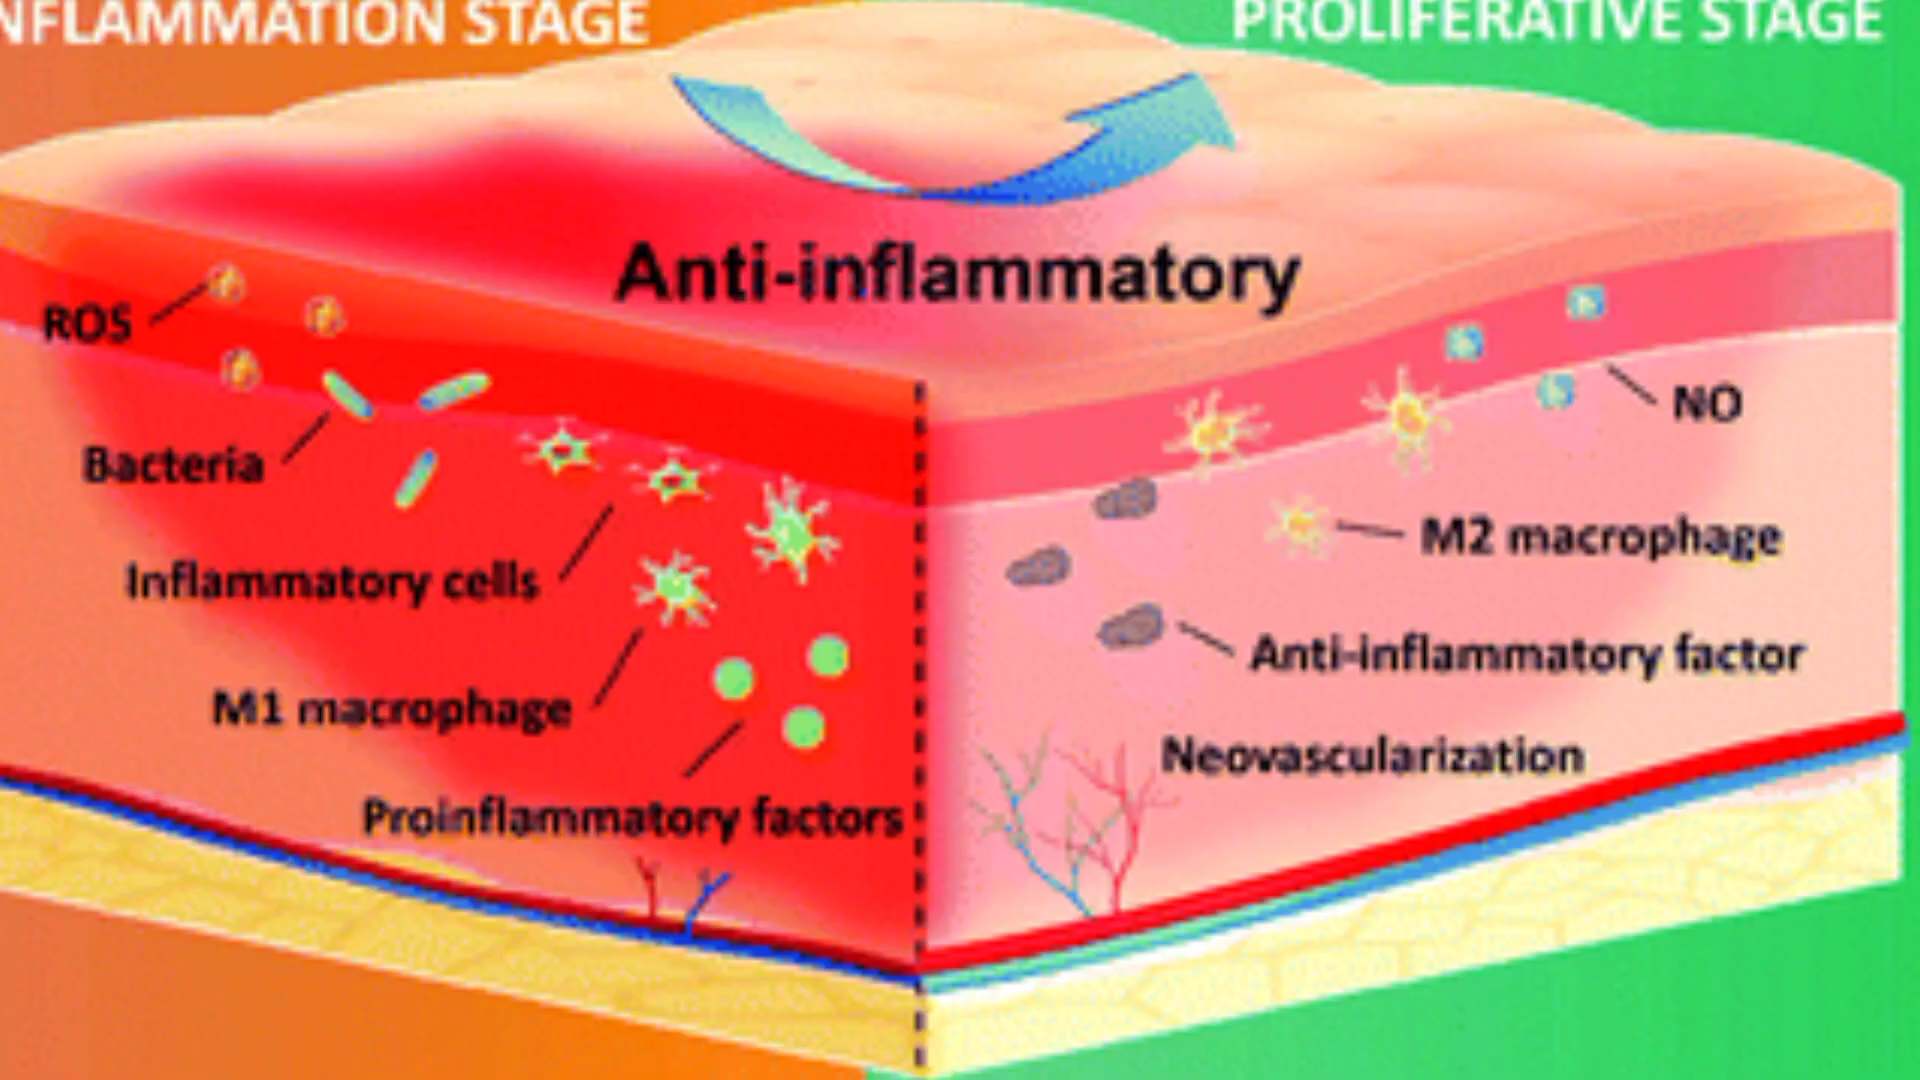 NFLAMMATION STAGE
PROLIFERATIVE STAGE
Anti-inflammatory
ROS
Bacteria
Inflammatory cells
M1 macrophage
Proinflammatory factors
NO
M2 macrophage
Anti-inflammatory factor
Neovascularization